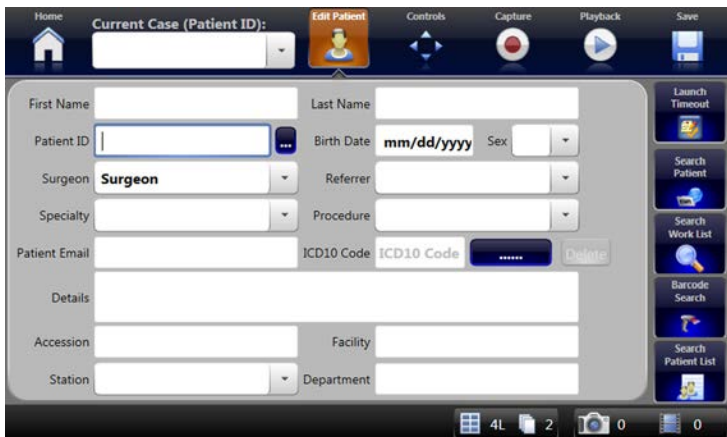 Home
Current Case (Patient ID):
Edit Patient
Controls
Capture
Playback
Save
First Name
Last Name
Patient ID
...
Birth Date
mm/dd/yyyy
Sex
Surgeon
Surgeon
Referrer
Specialty
Procedure
Patient Email
ICD10 Code
ICD10 Code
......
Delete
Details
Accession
Facility
Station
Department
Launch
Timeout
Search
Patient
Search
Work List
Barcode
Search
Search
Patient List
4L
2
0
0